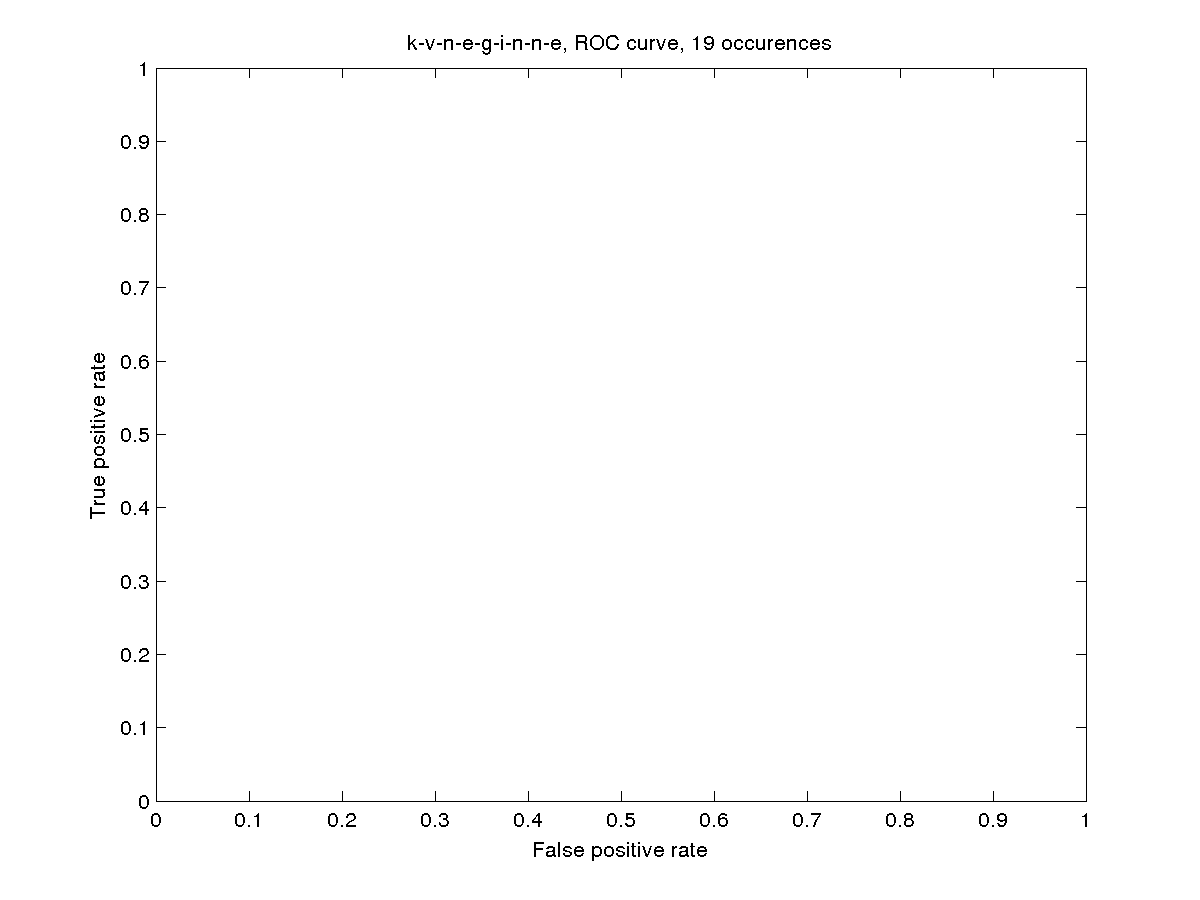 k-v-n-e-g-i-n-n-e, ROC curve, 19 occurences
1
0.9
0.8
0.7
0.6
0.5
0.4
0.3
0.2
0.1
0
True positive rate
0 0.1 0.2 0.3 0.4 0.5 0.6 0.7 0.8 0.9 1
False positive rate